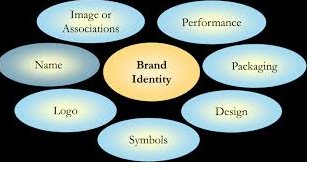 Image or
Associations
Performance
Name
Brand
Identity
Packaging
Logo
Design
Symbols